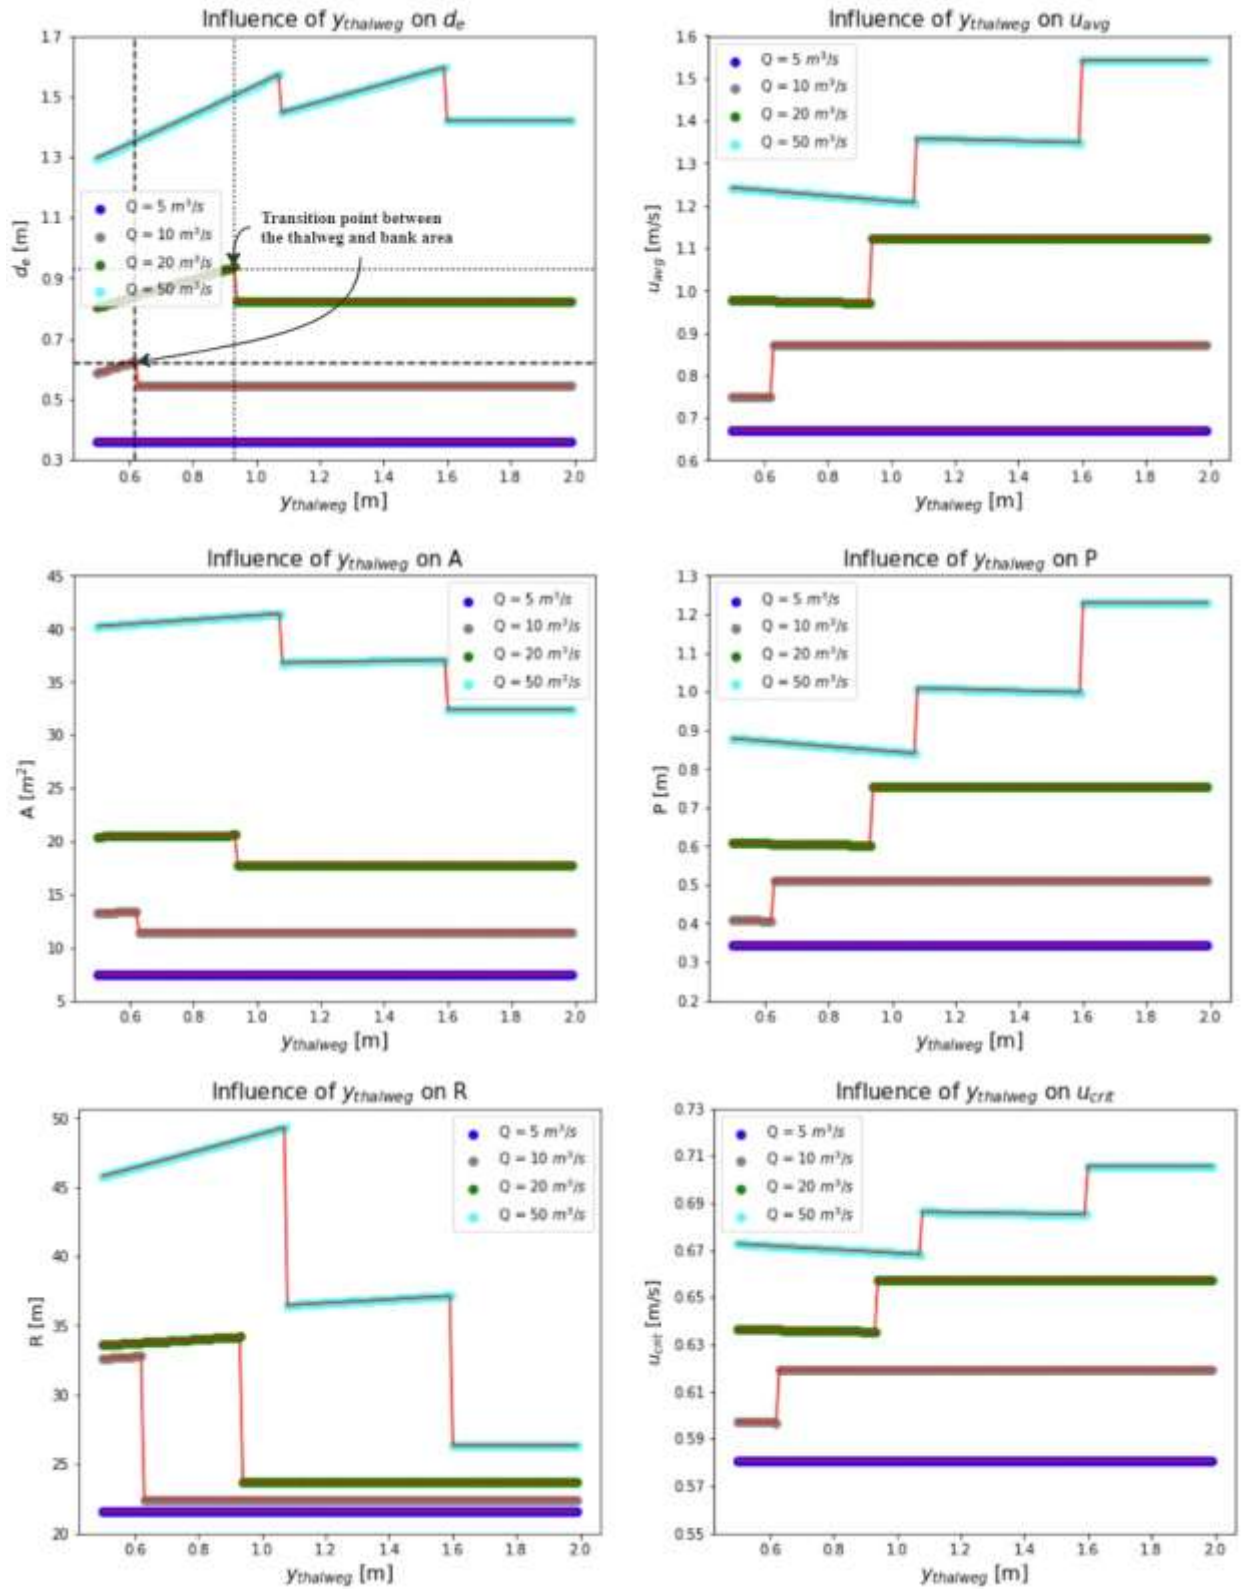 Influence of y_thalweg on d_e
1.7
1.5
1.3
1.1
0.9
0.7
0.5
0.3
d_e [m]
Q = 5 m³/s
Q = 10 m³/s
Q = 20 m³/s
Q = 50 m³/s
Transition point between
the thalweg and bank area
0.6 0.8 1.0 1.2 1.4 1.6 1.8 2.0
y_thalweg [m]
Influence of y_thalweg on u_avg
1.6
1.5
1.4
1.3
1.2
1.1
1.0
0.9
0.8
0.7
0.6
u_avg [m/s]
Q = 5 m³/s
Q = 10 m³/s
Q = 20 m³/s
Q = 50 m³/s
0.6 0.8 1.0 1.2 1.4 1.6 1.8 2.0
y_thalweg [m]
Influence of y_thalweg on A
45
40
35
30
25
20
15
10
5
A [m²]
Q = 5 m³/s
Q = 10 m³/s
Q = 20 m³/s
Q = 50 m³/s
0.6 0.8 1.0 1.2 1.4 1.6 1.8 2.0
y_thalweg [m]
Influence of y_thalweg on P
1.3
1.2
1.1
1.0
0.9
0.8
0.7
0.6
0.5
0.4
0.3
0.2
P [m]
Q = 5 m³/s
Q = 10 m³/s
Q = 20 m³/s
Q = 50 m³/s
0.6 0.8 1.0 1.2 1.4 1.6 1.8 2.0
y_thalweg [m]
Influence of y_thalweg on R
50
45
40
35
30
25
20
R [m]
Q = 5 m³/s
Q = 10 m³/s
Q = 20 m³/s
Q = 50 m³/s
0.6 0.8 1.0 1.2 1.4 1.6 1.8 2.0
y_thalweg [m]
Influence of y_thalweg on u_crit
0.73
0.71
0.69
0.67
0.65
0.63
0.61
0.59
0.57
0.55
u_crit [m/s]
Q = 5 m³/s
Q = 10 m³/s
Q = 20 m³/s
Q = 50 m³/s
0.6 0.8 1.0 1.2 1.4 1.6 1.8 2.0
y_thalweg [m]